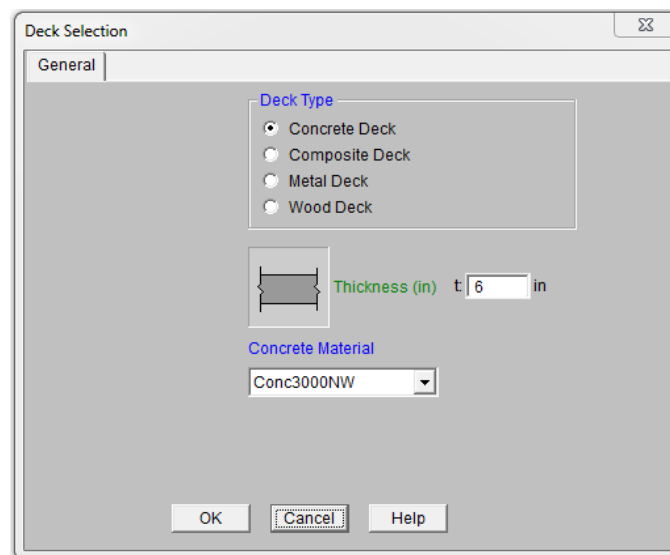 Deck Selection
General
Deck Type
Concrete Deck
Composite Deck
Metal Deck
Wood Deck
Thickness (in) t: 6 in
Concrete Material
Conc3000NW
OK Cancel Help